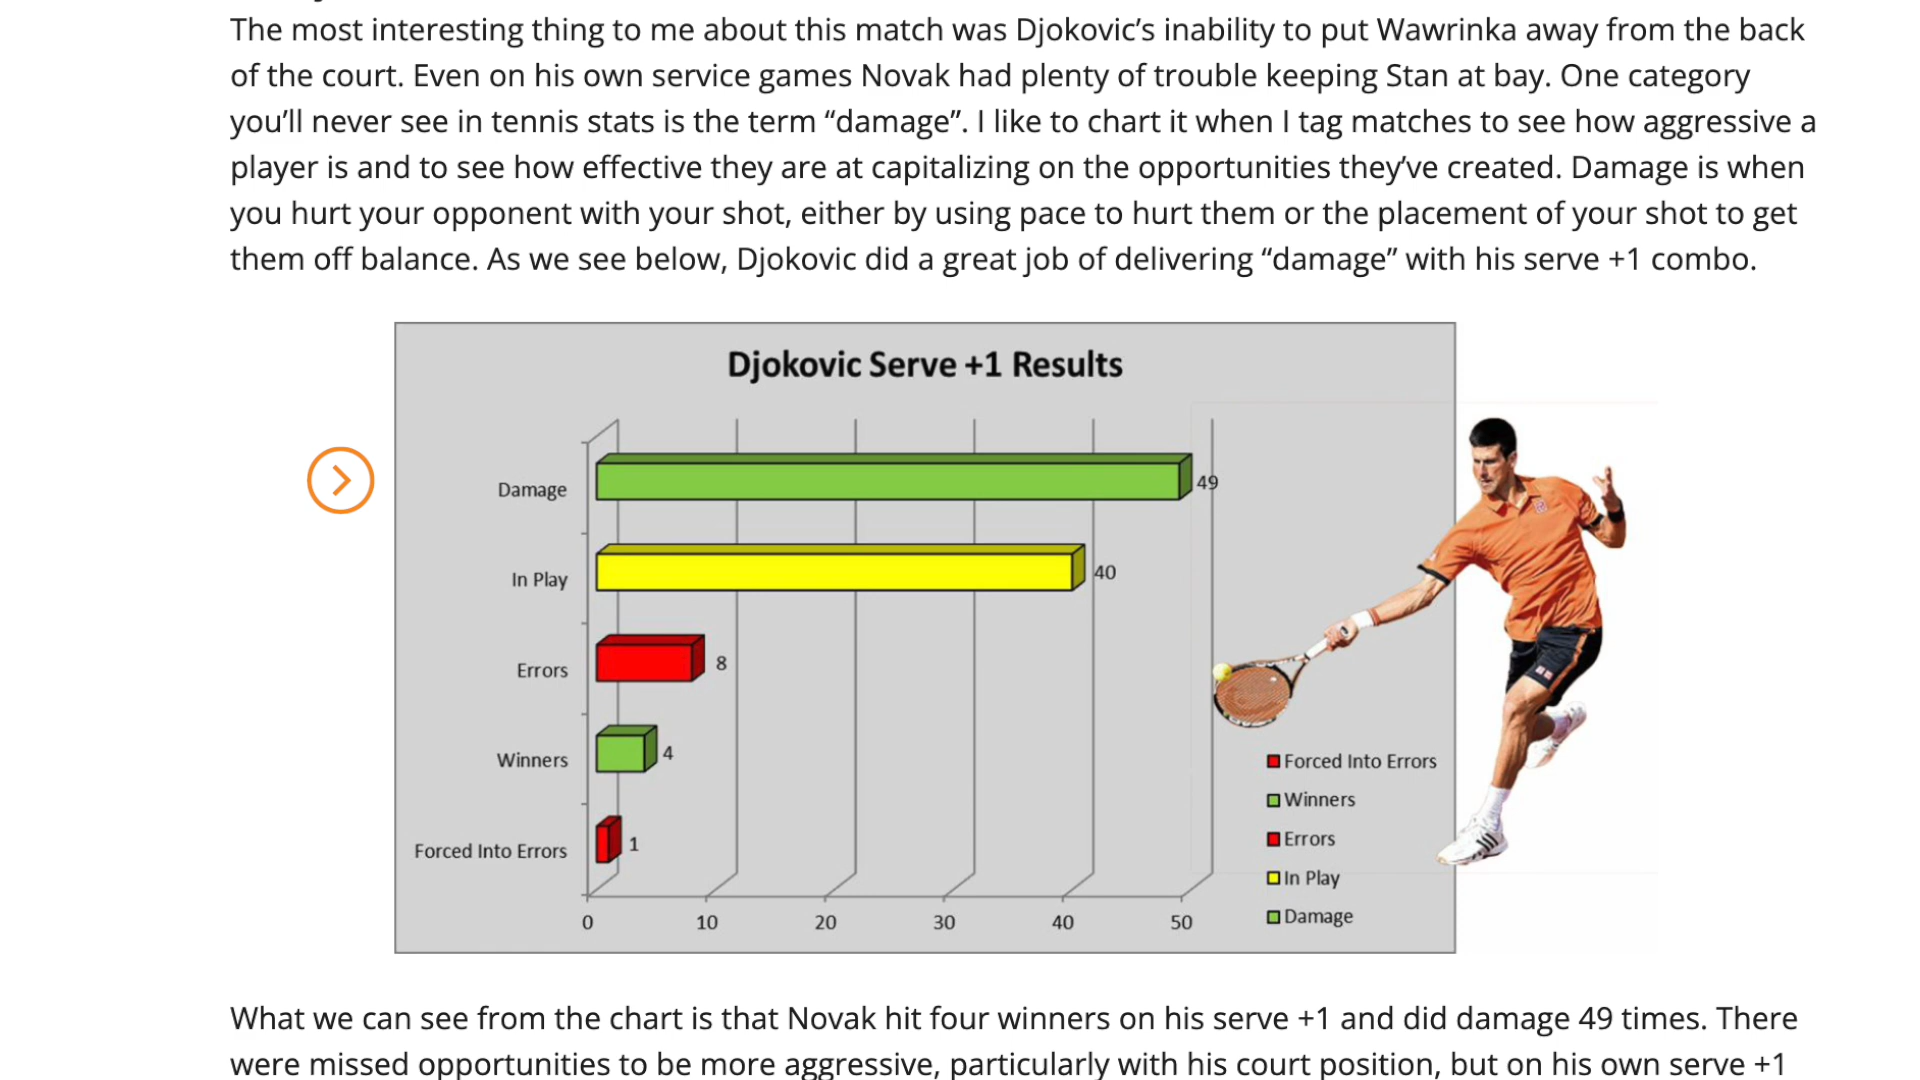 The most interesting thing to me about this match was Djokovic’s inability to put Wawrinka away from the back
of the court. Even on his own service games Novak had plenty of trouble keeping Stan at bay. One category
you’ll never see in tennis stats is the term “damage”. I like to chart it when I tag matches to see how aggressive a
player is and to see how effective they are at capitalizing on the opportunities they’ve created. Damage is when
you hurt your opponent with your shot, either by using pace to hurt them or the placement of your shot to get
them off balance. As we see below, Djokovic did a great job of delivering “damage” with his serve +1 combo.
Djokovic Serve +1 Results
Damage 49
In Play 40
Errors 8
Winners 4
Forced Into Errors 1
0 10 20 30 40 50
Forced Into Errors
Winners
Errors
In Play
Damage
What we can see from the chart is that Novak hit four winners on his serve +1 and did damage 49 times. There
were missed opportunities to be more aggressive, particularly with his court position, but on his own serve +1